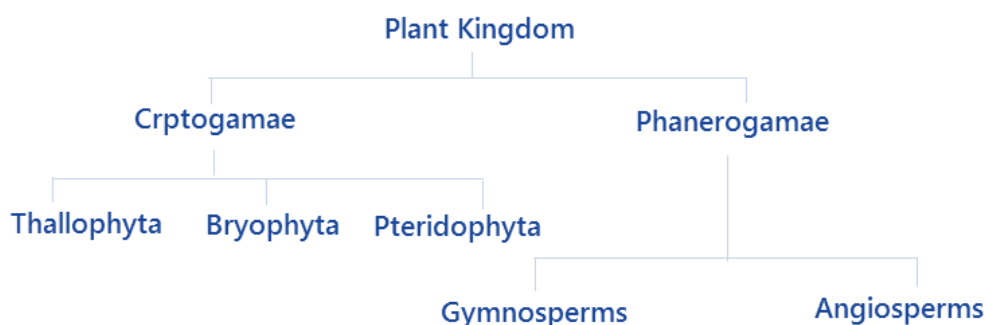 Plant Kingdom
Crptogamae
Phanerogamae
Thallophyta
Bryophyta
Pteridophyta
Gymnosperms
Angiosperms